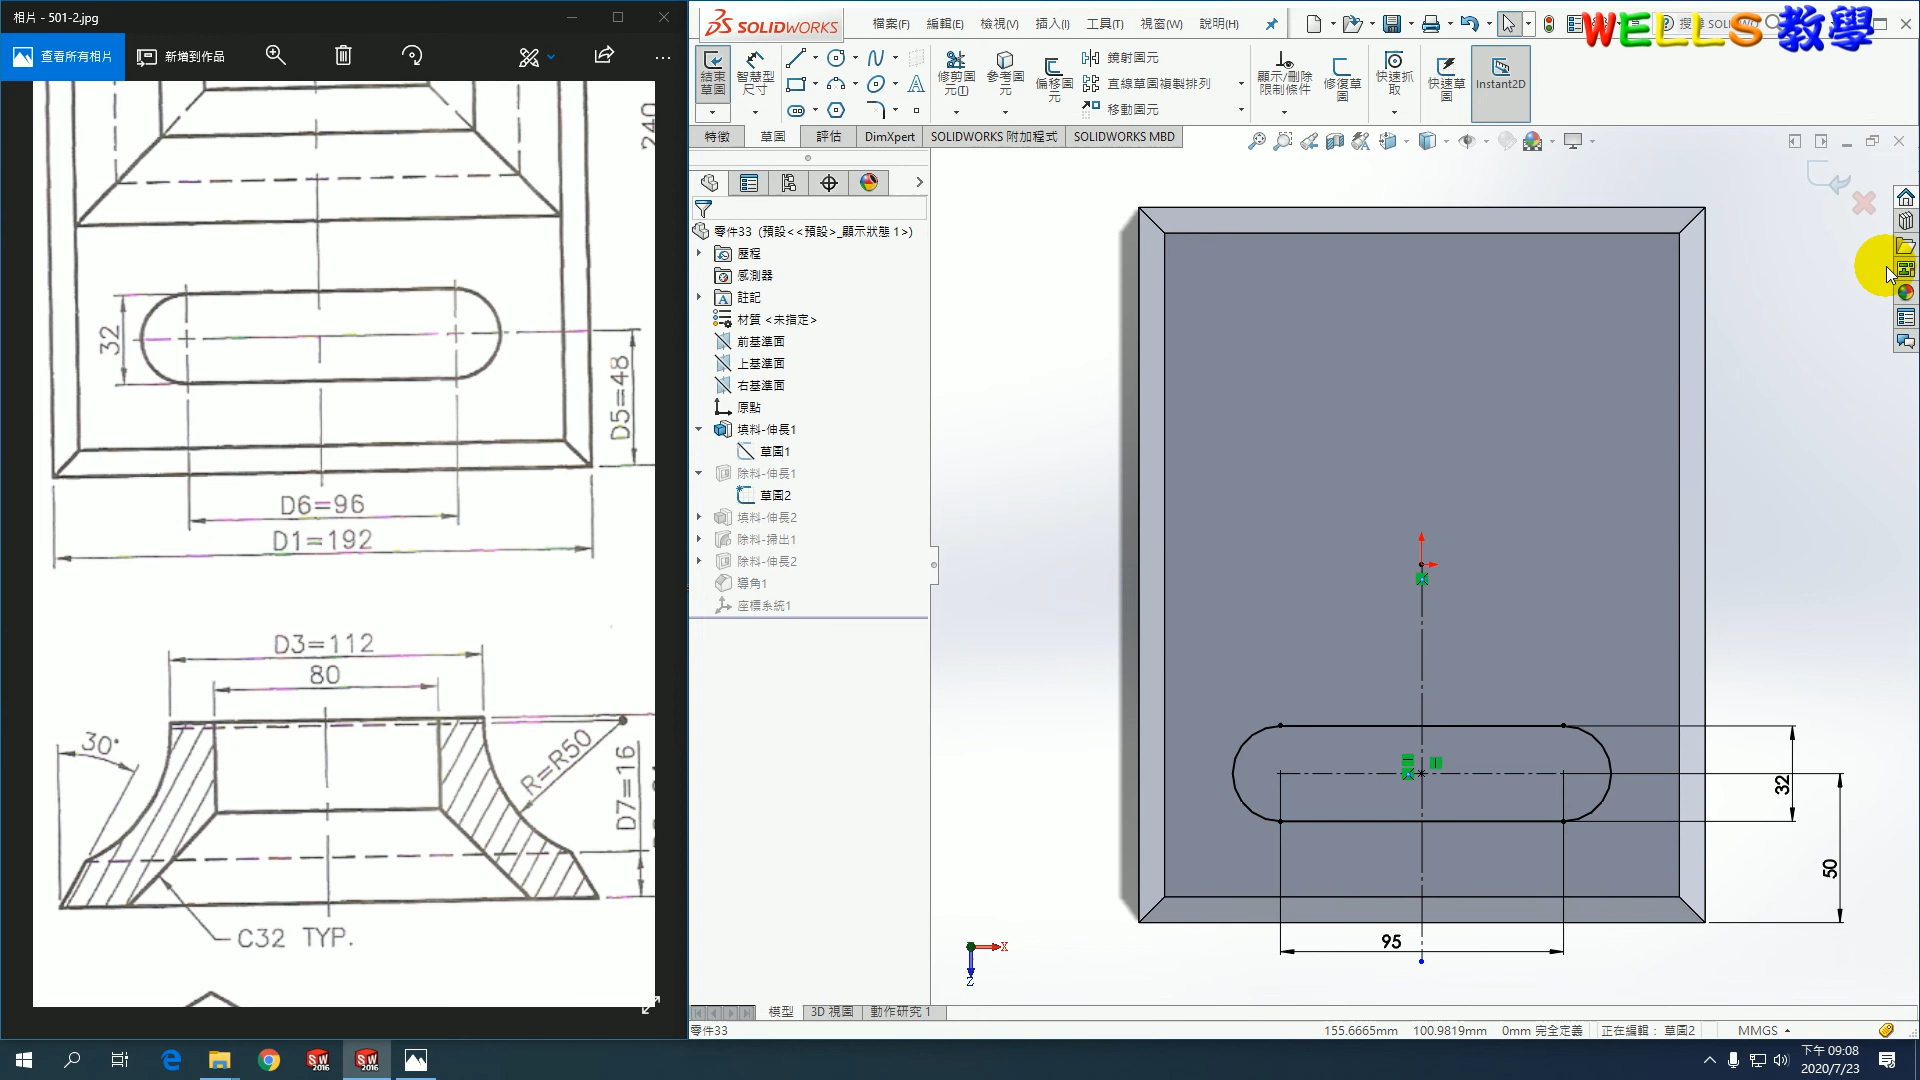 相片 - 501-2.jpg
查看所有相片
新增到作品
240
32
D5=48
D6=96
D1=192
D3=112
80
30°
R=R50
D7=16
C32 TYP.
SOLIDWORKS
檔案(F)
編輯(E)
檢視(V)
插入(I)
工具(T)
視窗(W)
說明(H)
WELLS 教學
結束草圖
智慧型尺寸
修剪圖元(T)
參考圖元
偏移圖元
鏡射圖元
直線草圖複製排列
移動圖元
顯示/刪除限制條件
修復草圖
快速抓取
快速草圖
Instant2D
特徵
草圖
評估
DimXpert
SOLIDWORKS 附加程式
SOLIDWORKS MBD
零件33 (預設<<預設>_顯示狀態 1>)
歷程
感測器
註記
材質 <未指定>
前基準面
上基準面
右基準面
原點
填料-伸長1
草圖1
除料-伸長1
草圖2
填料-伸長2
除料-掃出1
除料-伸長2
導角1
座標系統1
32
50
95
X
Z
模型
3D 視圖
動作研究 1
零件33
155.6665mm
100.9819mm
0mm 完全定義
正在編輯： 草圖2
MMGS
SW 2016
SW 2016
下午 09:08
2020/7/23